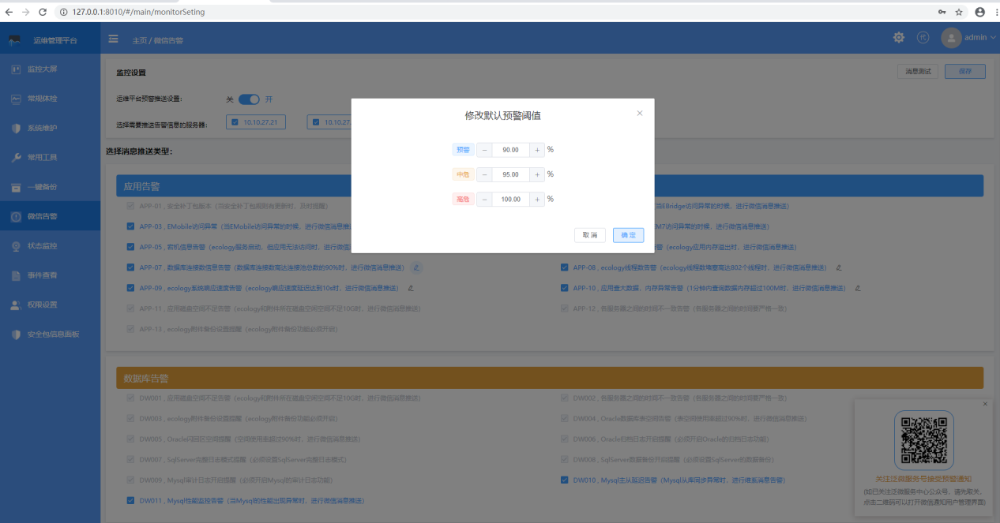 127.0.0.1:8010/#/main/monitorSeting
运维管理平台
主页 / 微信告警
代
admin
监控大屏
常规体检
系统维护
常用工具
一键备份
微信告警
状态监控
事件查看
权限设置
安全包信息面板
监控设置
消息测试
保存
运维平台预警推送设置:
关
开
选择需要推送告警信息的服务器:
10.10.27.21
10.10.27.
选择消息推送类型:
修改默认预警阈值
预警 − 90.00 + %
中危 − 95.00 + %
高危 − 100.00 + %
取 消
确 定
应用告警
APP-01 , 安全补丁包版本（当安全补丁包规则有更新时，及时提醒）
当EBridge访问异常的时候，进行微信消息推送）
APP-03 , EMobile访问异常（当EMobile访问异常的时候，进行微信消息推
M7访问异常的时候，进行微信消息推送）
APP-05 , 宕机信息告警（ecology服务启动，但应用无法访问时，进行微信
警（ecology应用内存溢出时，进行微信消息推送）
APP-07 , 数据库连接数信息告警（数据库连接数高达连接池总数的90%时，进行微信消息推送）
APP-08 , ecology线程数告警（ecology线程数堵塞高达802个线程时，进行微信消息推送）
APP-09 , ecology系统响应速度告警（ecology响应速度延迟达到10s时，进行微信消息推送）
APP-10 , 应用查大数据、内存异常告警（1分钟内查询数据内存超过100M时，进行微信消息推送）
APP-11 , 应用磁盘空间不足告警（ecology和附件所在磁盘空间空间不足10G时，进行微信消息推送）
APP-12 , 各服务器之间的时间不一致告警（各服务器之间的时间要严格一致）
APP-13 , ecology附件备份设置提醒（ecology附件备份功能必须开启）
数据库告警
DW001 , 应用磁盘空间不足告警（ecology和附件所在磁盘空间空间不足10G时，进行微信消息推送）
DW002 , 各服务器之间的时间不一致告警（各服务器之间的时间要严格一致）
DW003 , ecology附件备份设置提醒（ecology附件备份功能必须开启）
DW004 , Oracle数据库表空间告警（表空间使用率超过90%时，进行微信消息推送）
DW005 , Oracle闪回区空间提醒（空间使用率超过90%时，进行微信消息推送）
DW006 , Oracle归档日志开启提醒（必须开启Oracle的归档日志功能）
DW007 , SqlServer完整日志模式提醒（必须设置SqlServer完整日志模式）
DW008 , SqlServer数据备份开启提醒（必须设置SqlServer的数据备份）
DW009 , Mysql审计日志开启提醒（必须开启Mysql的审计日志功能）
DW010 , Mysql主从延迟告警（Mysql从库同步异常时，进行维系消息告警）
DW011 , Mysql性能监控告警（当Mysql的性能出现异常时，进行微信消息推送）
关注泛微服务号接受预警通知
(如已关注泛微服务中心公众号，请先取关，
点击二维码可以打开微信通知用户管理界面)